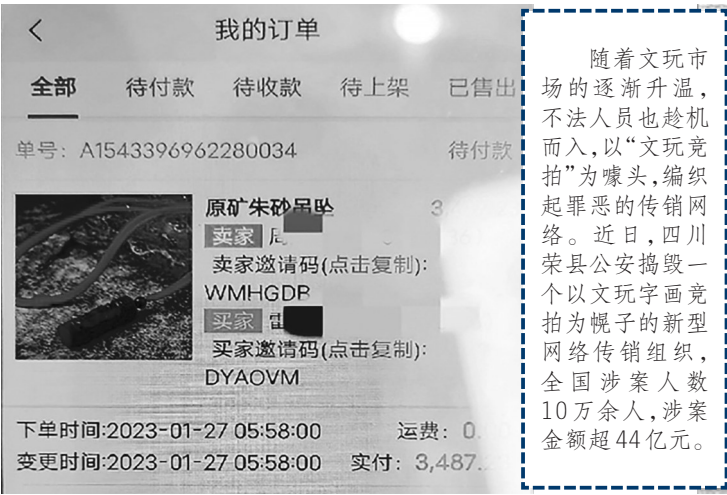 我的订单
全部 待付款 待收款 待上架 已售出
单号：A1543396962280034 待付款
原矿朱砂吊坠 3
卖家
卖家邀请码(点击复制)：
WMHGDB
买家 雷
买家邀请码(点击复制)：
DYAOVM
下单时间:2023-01-27 05:58:00 运费：0.
变更时间:2023-01-27 05:58:00 实付：3,487.
随着文玩市
场的逐渐升温，
不法人员也趁机
而入，以“文玩竞
拍”为噱头，编织
起罪恶的传销网
络。近日，四川
荣县公安捣毁一
个以文玩字画竞
拍为幌子的新型
网络传销组织，
全国涉案人数
10万余人，涉案
金额超44亿元。